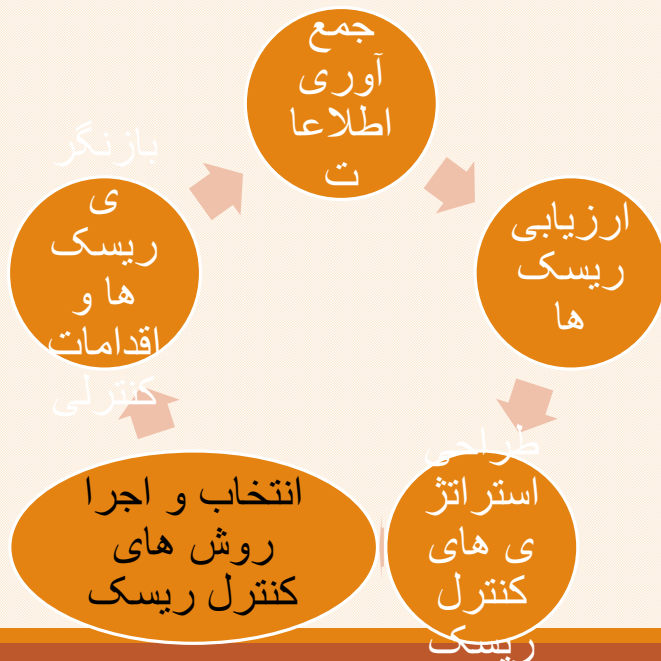 جمع
آوری
اطلاعا
ت
ارزیابی
ریسک
ها
طراحی
استراتژ
ی های
کنترل
ریسک
انتخاب و اجرا
روش های
کنترل ریسک
بازنگر
ی
ریسک
ها و
اقدامات
کنترلی